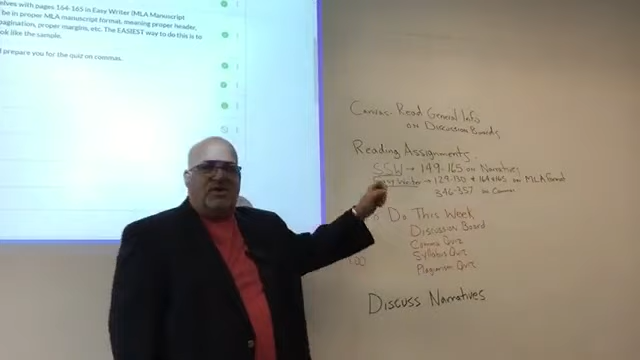 selves with pages 164-165 in Easy Writer (MLA Manuscript
be in proper MLA manuscript format, meaning proper header,
pagination, proper margins, etc. The EASIEST way to do this is to
look like the sample.
prepare you for the quiz on commas.
Canvas- Read General Info
on Discussion Boards
Reading Assignments
SSW → 149-165 on Narratives
Easy Writer → 129-130 + 164-165 on MLA Format
346-357 on Commas
Do This Week
Discussion Board
Comma Quiz
Syllabus Quiz
Plagiarism Quiz
Discuss Narratives